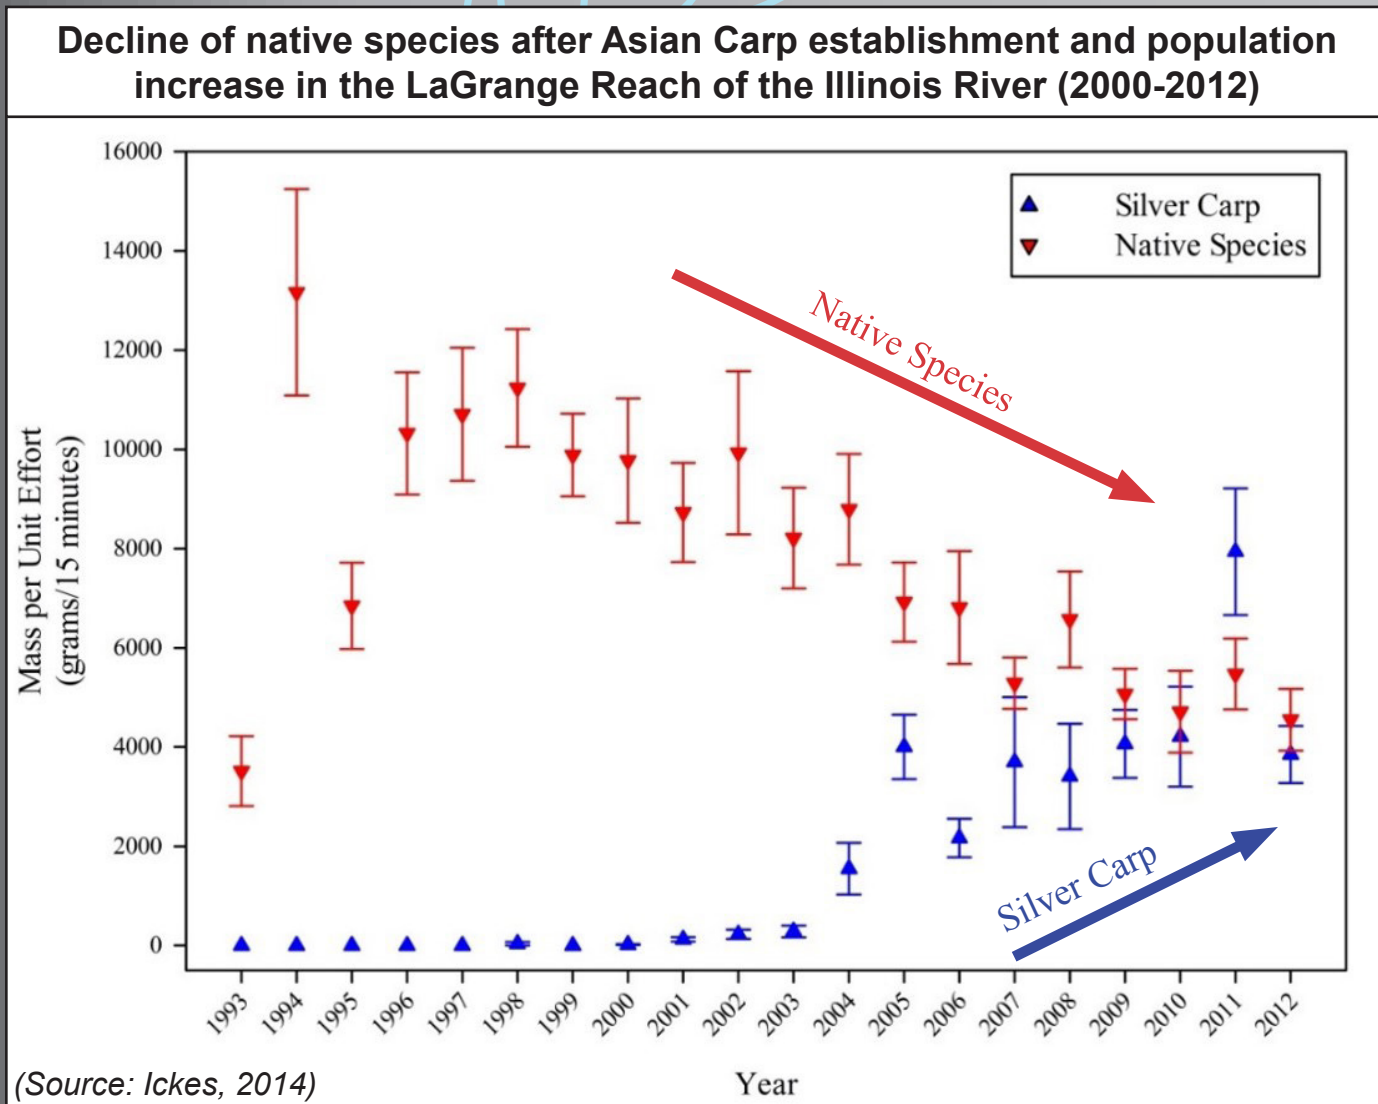 Decline of native species after Asian Carp establishment and population
increase in the LaGrange Reach of the Illinois River (2000-2012)
16000
14000
12000
10000
8000
6000
4000
2000
0
Mass per Unit Effort
(grams/15 minutes)
Silver Carp
Native Species
Native Species
Silver Carp
1993
1994
1995
1996
1997
1998
1999
2000
2001
2002
2003
2004
2005
2006
2007
2008
2009
2010
2011
2012
(Source: Ickes, 2014)
Year